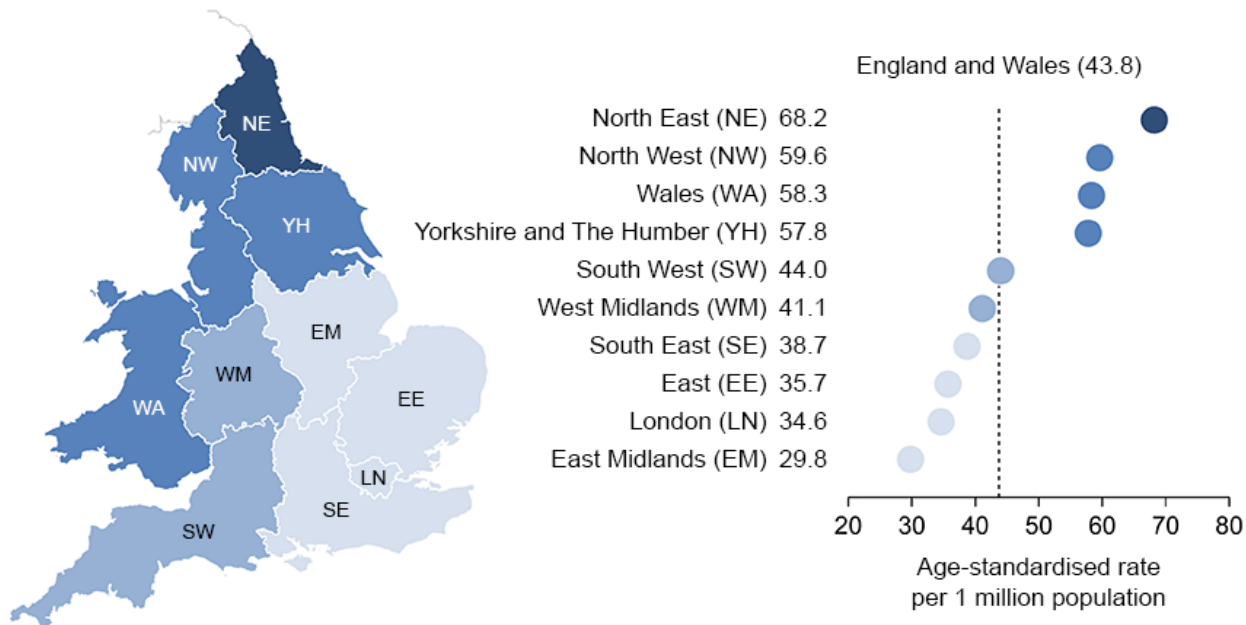 NE
NW
YH
EM
WM
EE
WA
LN
SE
SW
England and Wales (43.8)
North East (NE) 68.2
North West (NW) 59.6
Wales (WA) 58.3
Yorkshire and The Humber (YH) 57.8
South West (SW) 44.0
West Midlands (WM) 41.1
South East (SE) 38.7
East (EE) 35.7
London (LN) 34.6
East Midlands (EM) 29.8
20 30 40 50 60 70 80
Age-standardised rate
per 1 million population